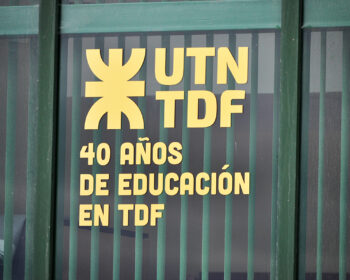 UTN
TDF
40 AÑOS
DE EDUCACIÓN
EN TDF